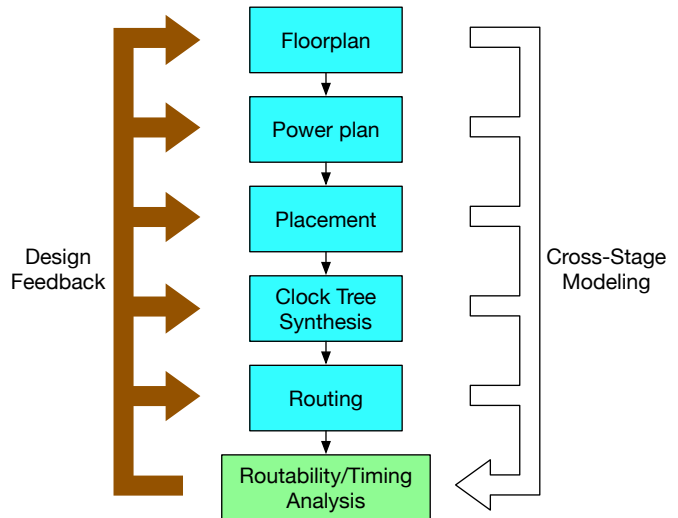 Floorplan
Power plan
Placement
Design
Feedback
Cross-Stage
Modeling
Clock Tree
Synthesis
Routing
Routability/Timing
Analysis